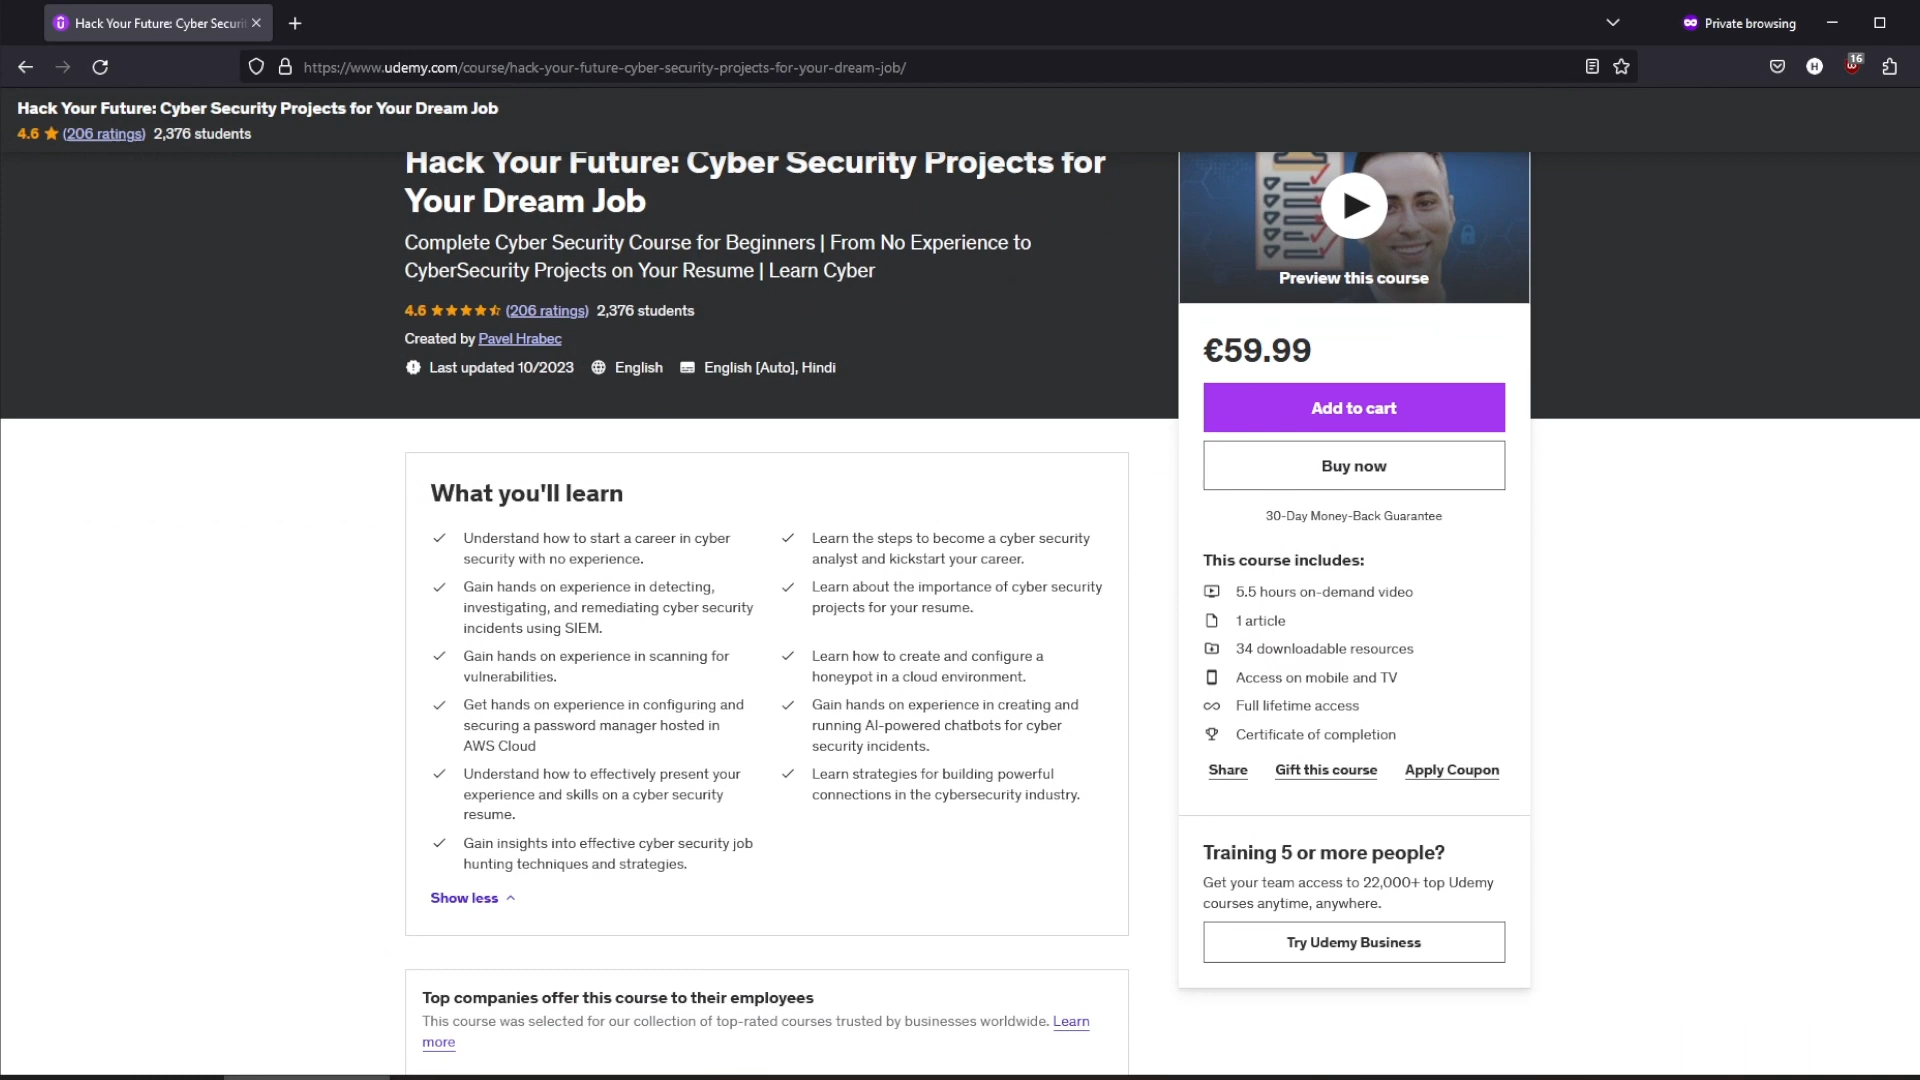 Hack Your Future: Cyber Securi
Private browsing
https://www.udemy.com/course/hack-your-future-cyber-security-projects-for-your-dream-job/
H
16
Hack Your Future: Cyber Security Projects for Your Dream Job
4.6 (206 ratings) 2,376 students
Hack Your Future: Cyber Security Projects for
Your Dream Job
Complete Cyber Security Course for Beginners | From No Experience to
CyberSecurity Projects on Your Resume | Learn Cyber
4.6 (206 ratings) 2,376 students
Created by Pavel Hrabec
Last updated 10/2023 English English [Auto], Hindi
Preview this course
€59.99
Add to cart
Buy now
30-Day Money-Back Guarantee
This course includes:
5.5 hours on-demand video
1 article
34 downloadable resources
Access on mobile and TV
Full lifetime access
Certificate of completion
Share Gift this course Apply Coupon
Training 5 or more people?
Get your team access to 22,000+ top Udemy
courses anytime, anywhere.
Try Udemy Business
What you'll learn
Understand how to start a career in cyber
security with no experience.
Learn the steps to become a cyber security
analyst and kickstart your career.
Gain hands on experience in detecting,
investigating, and remediating cyber security
incidents using SIEM.
Learn about the importance of cyber security
projects for your resume.
Gain hands on experience in scanning for
vulnerabilities.
Learn how to create and configure a
honeypot in a cloud environment.
Get hands on experience in configuring and
securing a password manager hosted in
AWS Cloud
Gain hands on experience in creating and
running AI-powered chatbots for cyber
security incidents.
Understand how to effectively present your
experience and skills on a cyber security
resume.
Learn strategies for building powerful
connections in the cybersecurity industry.
Gain insights into effective cyber security job
hunting techniques and strategies.
Show less
Top companies offer this course to their employees
This course was selected for our collection of top-rated courses trusted by businesses worldwide. Learn
more